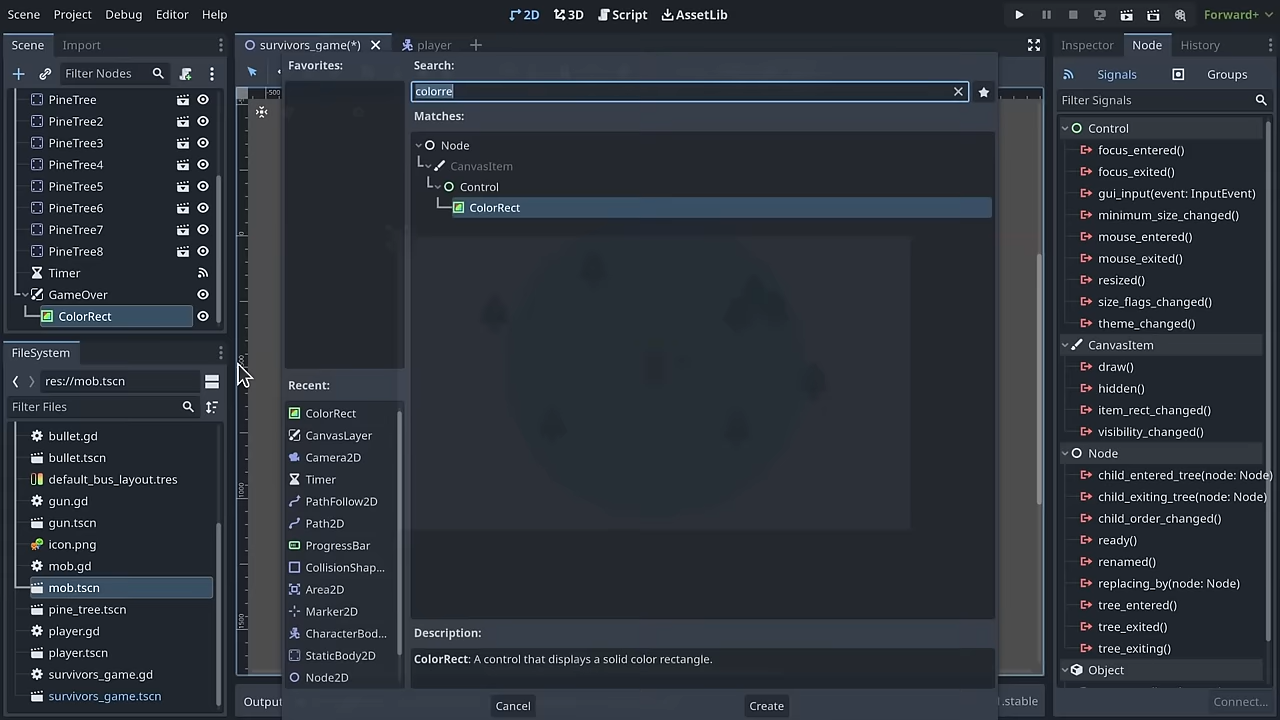 Scene Project Debug Editor Help
2D 3D Script AssetLib
Forward+
Scene Import
survivors_game(*) player
Inspector Node History
Filter Nodes
PineTree
PineTree2
PineTree3
PineTree4
PineTree5
PineTree6
PineTree7
PineTree8
Timer
GameOver
ColorRect
FileSystem
res://mob.tscn
Filter Files
bullet.gd
bullet.tscn
default_bus_layout.tres
gun.gd
gun.tscn
icon.png
mob.gd
mob.tscn
pine_tree.tscn
player.gd
player.tscn
survivors_game.gd
survivors_game.tscn
-500
1000
1500
Outpu
Favorites:
Recent:
ColorRect
CanvasLayer
Camera2D
Timer
PathFollow2D
Path2D
ProgressBar
CollisionShap...
Area2D
Marker2D
CharacterBod...
StaticBody2D
Node2D
Search:
colorre
Matches:
Node
CanvasItem
Control
ColorRect
Description:
ColorRect: A control that displays a solid color rectangle.
Cancel Create
.stable
Signals Groups
Filter Signals
Control
focus_entered()
focus_exited()
gui_input(event: InputEvent)
minimum_size_changed()
mouse_entered()
mouse_exited()
resized()
size_flags_changed()
theme_changed()
CanvasItem
draw()
hidden()
item_rect_changed()
visibility_changed()
Node
child_entered_tree(node: Node)
child_exiting_tree(node: Node)
child_order_changed()
ready()
renamed()
replacing_by(node: Node)
tree_entered()
tree_exited()
tree_exiting()
Object
Connect...